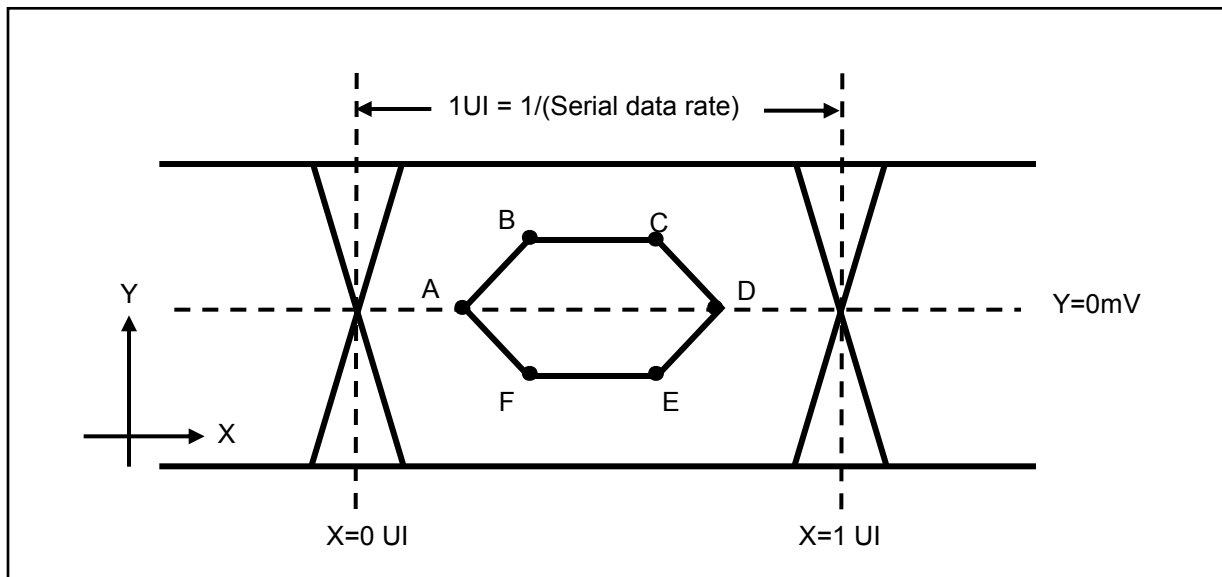 1UI = 1/(Serial data rate)
B
C
A
D
Y
Y=0mV
F
E
X
X=0 UI
X=1 UI